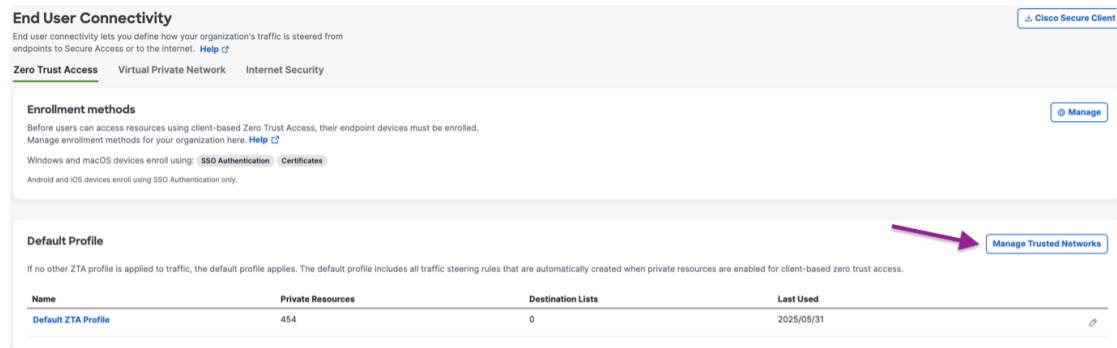 End User Connectivity
Cisco Secure Client
End user connectivity lets you define how your organization's traffic is steered from
endpoints to Secure Access or to the internet. Help
Zero Trust Access Virtual Private Network Internet Security
Enrollment methods
Manage
Before users can access resources using client-based Zero Trust Access, their endpoint devices must be enrolled.
Manage enrollment methods for your organization here. Help
Windows and macOS devices enroll using: SSO Authentication Certificates
Android and iOS devices enroll using SSO Authentication only.
Default Profile
Manage Trusted Networks
If no other ZTA profile is applied to traffic, the default profile applies. The default profile includes all traffic steering rules that are automatically created when private resources are enabled for client-based zero trust access.
Name Private Resources Destination Lists Last Used
Default ZTA Profile 454 0 2025/05/31